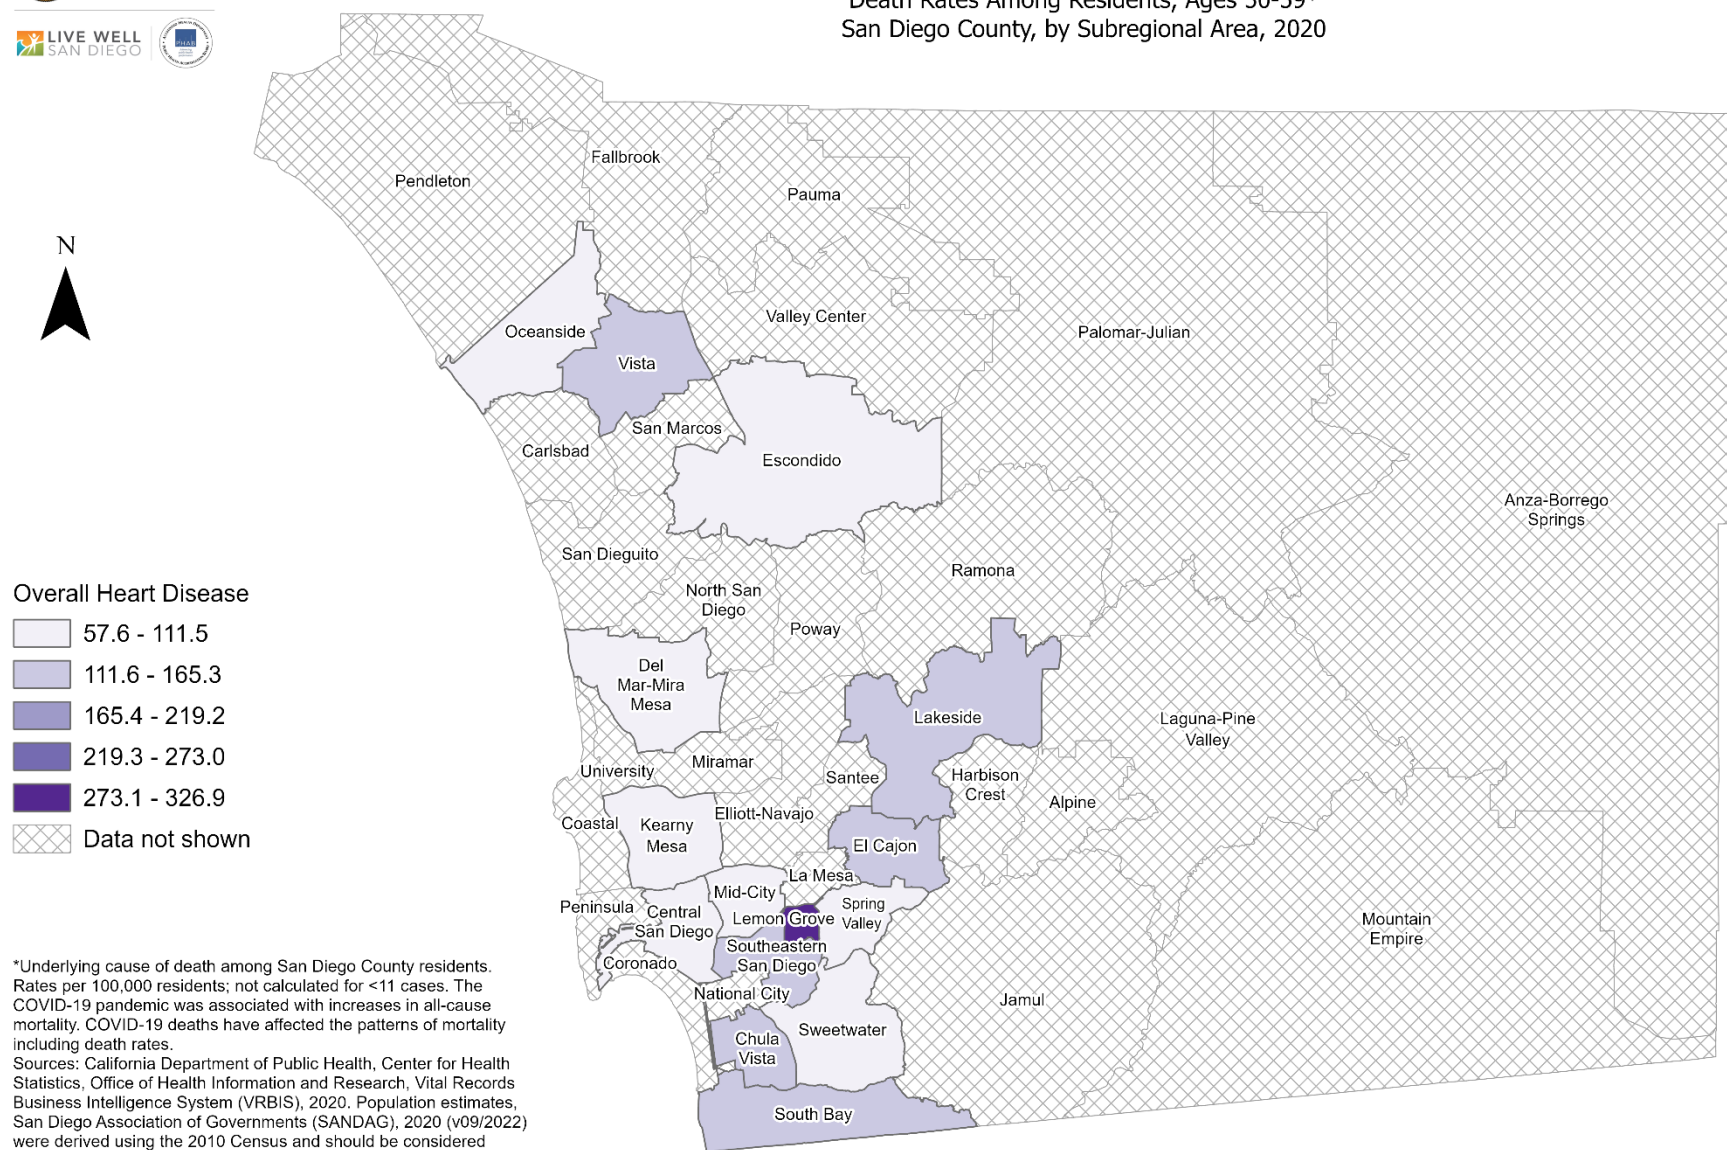 Death Rates Among Residents, Ages 50-59*
San Diego County, by Subregional Area, 2020
LIVE WELL
SAN DIEGO
PHAB
N
Fallbrook
Pendleton
Pauma
Valley Center
Oceanside
Palomar-Julian
Vista
San Marcos
Carlsbad
Escondido
Anza-Borrego
Springs
San Dieguito
Ramona
North San
Diego
Poway
Del
Mar-Mira
Mesa
Lakeside
Laguna-Pine
Valley
Miramar
University
Santee
Harbison
Crest
Alpine
Elliott-Navajo
Coastal
Kearny
Mesa
El Cajon
La Mesa
Mid-City
Peninsula
Central
San Diego
Lemon Grove
Spring
Valley
Mountain
Empire
Southeastern
San Diego
Coronado
National City
Jamul
Sweetwater
Chula
Vista
South Bay
Overall Heart Disease
57.6 - 111.5
111.6 - 165.3
165.4 - 219.2
219.3 - 273.0
273.1 - 326.9
Data not shown
*Underlying cause of death among San Diego County residents.
Rates per 100,000 residents; not calculated for <11 cases. The
COVID-19 pandemic was associated with increases in all-cause
mortality. COVID-19 deaths have affected the patterns of mortality
including death rates.
Sources: California Department of Public Health, Center for Health
Statistics, Office of Health Information and Research, Vital Records
Business Intelligence System (VRBIS), 2020. Population estimates,
San Diego Association of Governments (SANDAG), 2020 (v09/2022)
were derived using the 2010 Census and should be considered